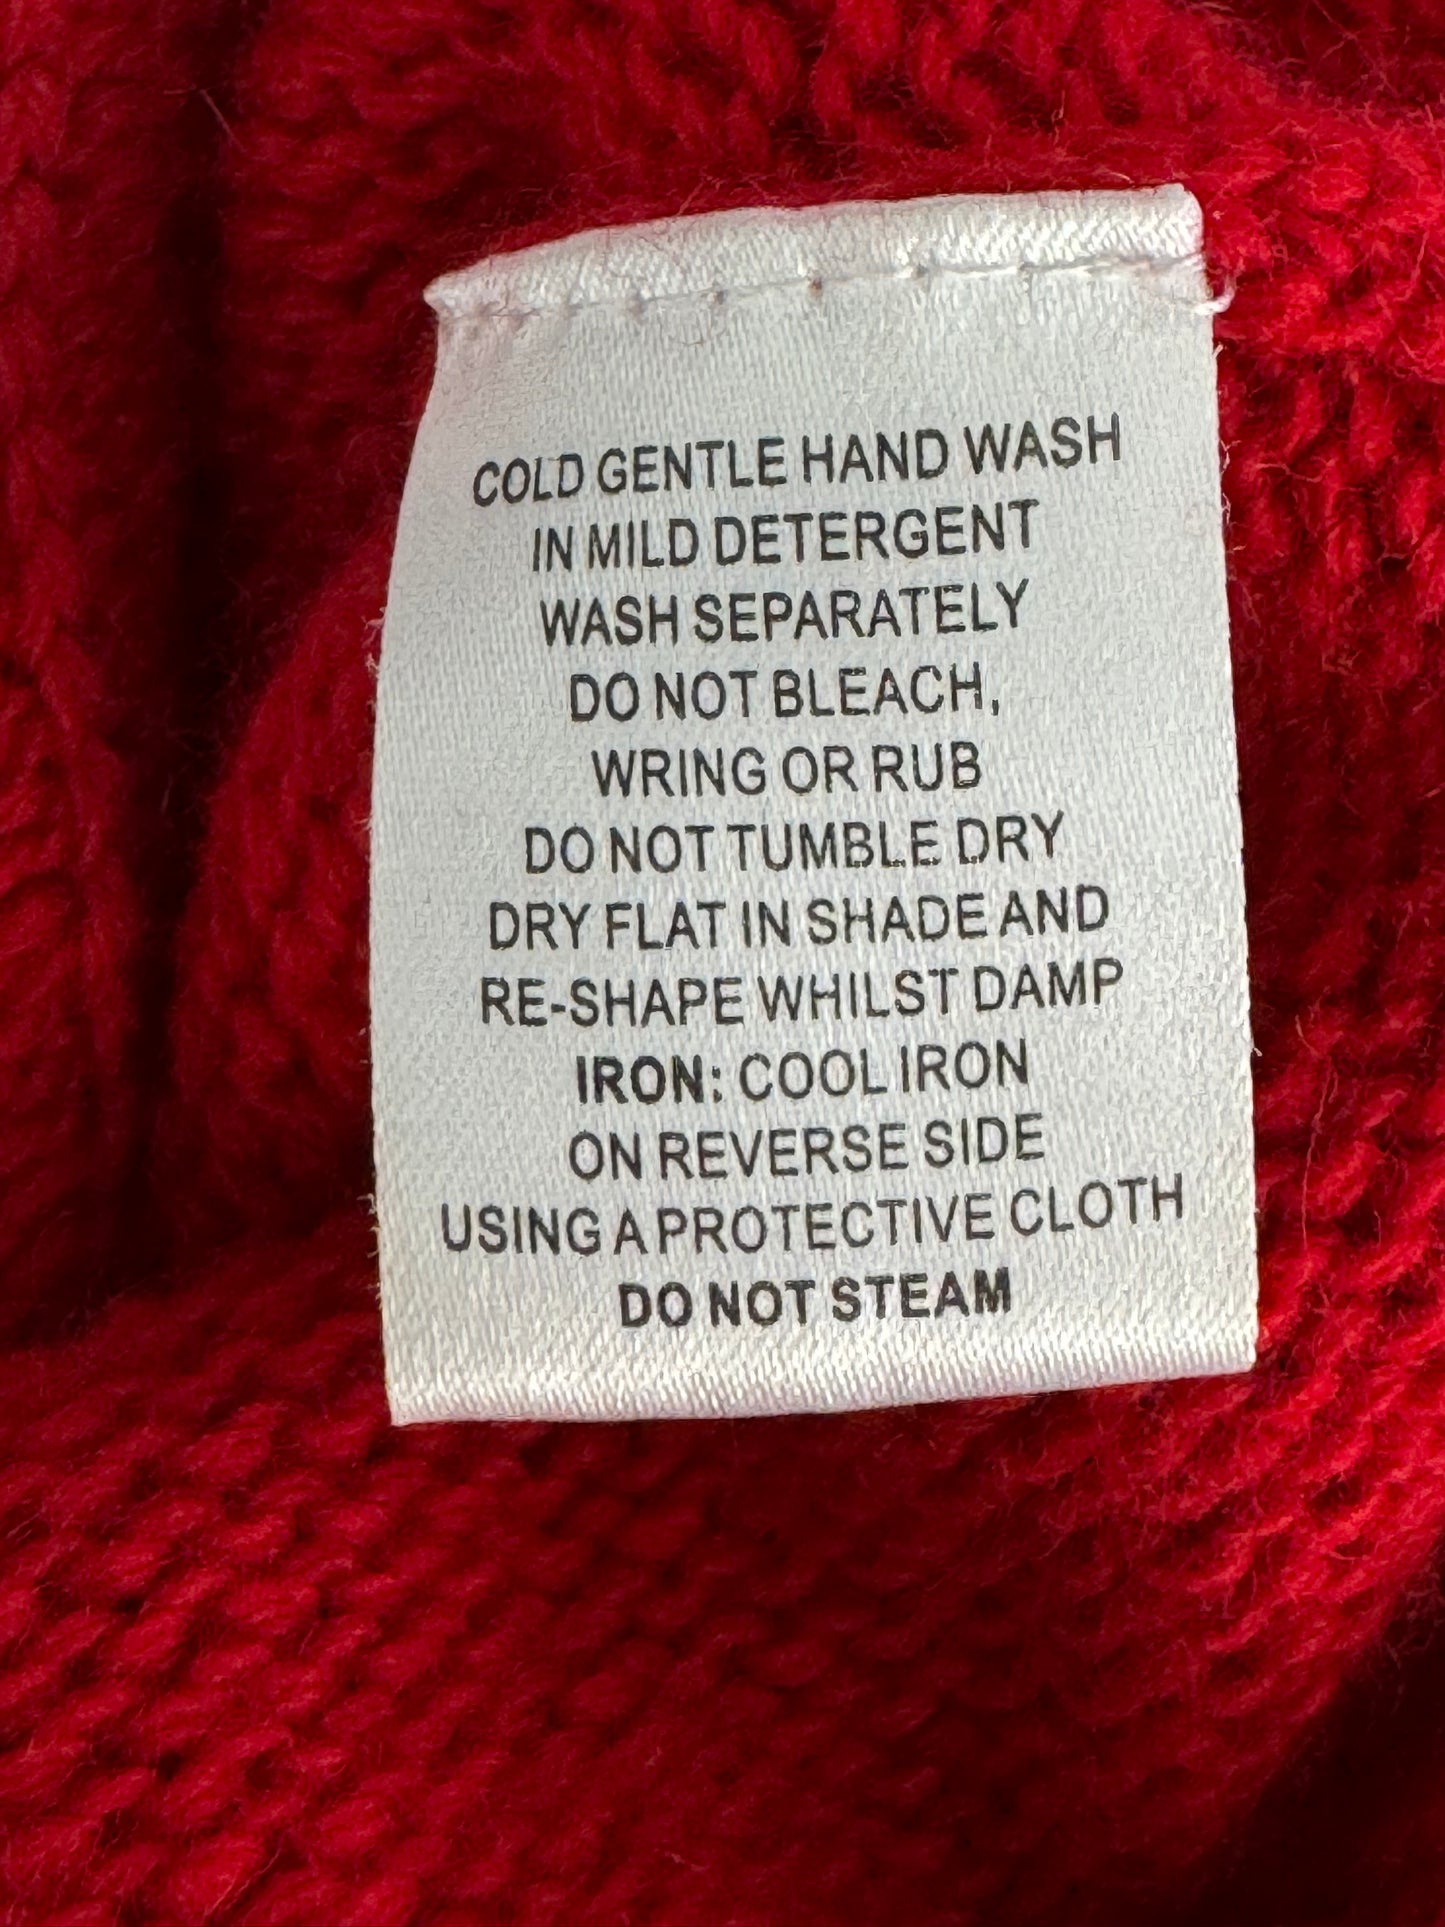 COLD GENTLE HAND WASH
IN MILD DETERGENT
WASH SEPARATELY
DO NOT BLEACH,
WRING OR RUB
DO NOT TUMBLE DRY
DRY FLAT IN SHADE AND
RE-SHAPE WHILST DAMP
IRON: COOL IRON
ON REVERSE SIDE
USING A PROTECTIVE CLOTH
DO NOT STEAM